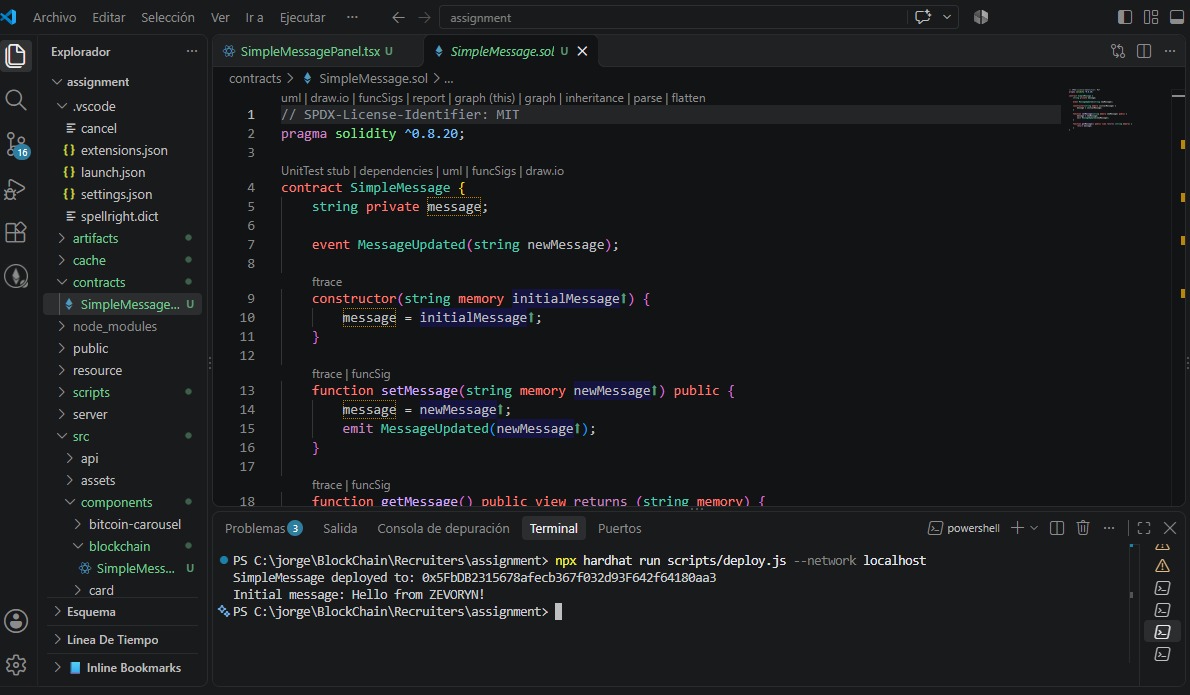 Archivo Editar Selección Ver Ir a Ejecutar ··· assignment
Explorador ···
assignment
.vscode
cancel
{} extensions.json
{} launch.json
{} settings.json
spellright.dict
artifacts
cache
contracts
SimpleMessage... U
node_modules
public
resource
scripts
server
src
api
assets
components
bitcoin-carousel
blockchain
SimpleMess... U
card
Esquema
Línea De Tiempo
Inline Bookmarks
16
SimpleMessagePanel.tsx U SimpleMessage.sol U
contracts > SimpleMessage.sol > ...
uml | draw.io | funcSigs | report | graph (this) | graph | inheritance | parse | flatten
1 // SPDX-License-Identifier: MIT
2 pragma solidity ^0.8.20;
3
UnitTest stub | dependencies | uml | funcSigs | draw.io
4 contract SimpleMessage {
5 string private message;
6
7 event MessageUpdated(string newMessage);
8
ftrace
9 constructor(string memory initialMessage↑) {
10 message = initialMessage↑;
11 }
12
ftrace | funcSig
13 function setMessage(string memory newMessage↑) public {
14 message = newMessage↑;
15 emit MessageUpdated(newMessage↑);
16 }
17
ftrace | funcSig
18 function getMessage() public view returns (string memory) {
Problemas 3 Salida Consola de depuración Terminal Puertos powershell
PS C:\jorge\BlockChain\Recruiters\assignment> npx hardhat run scripts/deploy.js --network localhost
SimpleMessage deployed to: 0x5FbDB2315678afecb367f032d93F642f64180aa3
Initial message: Hello from ZEVORYN!
PS C:\jorge\BlockChain\Recruiters\assignment>